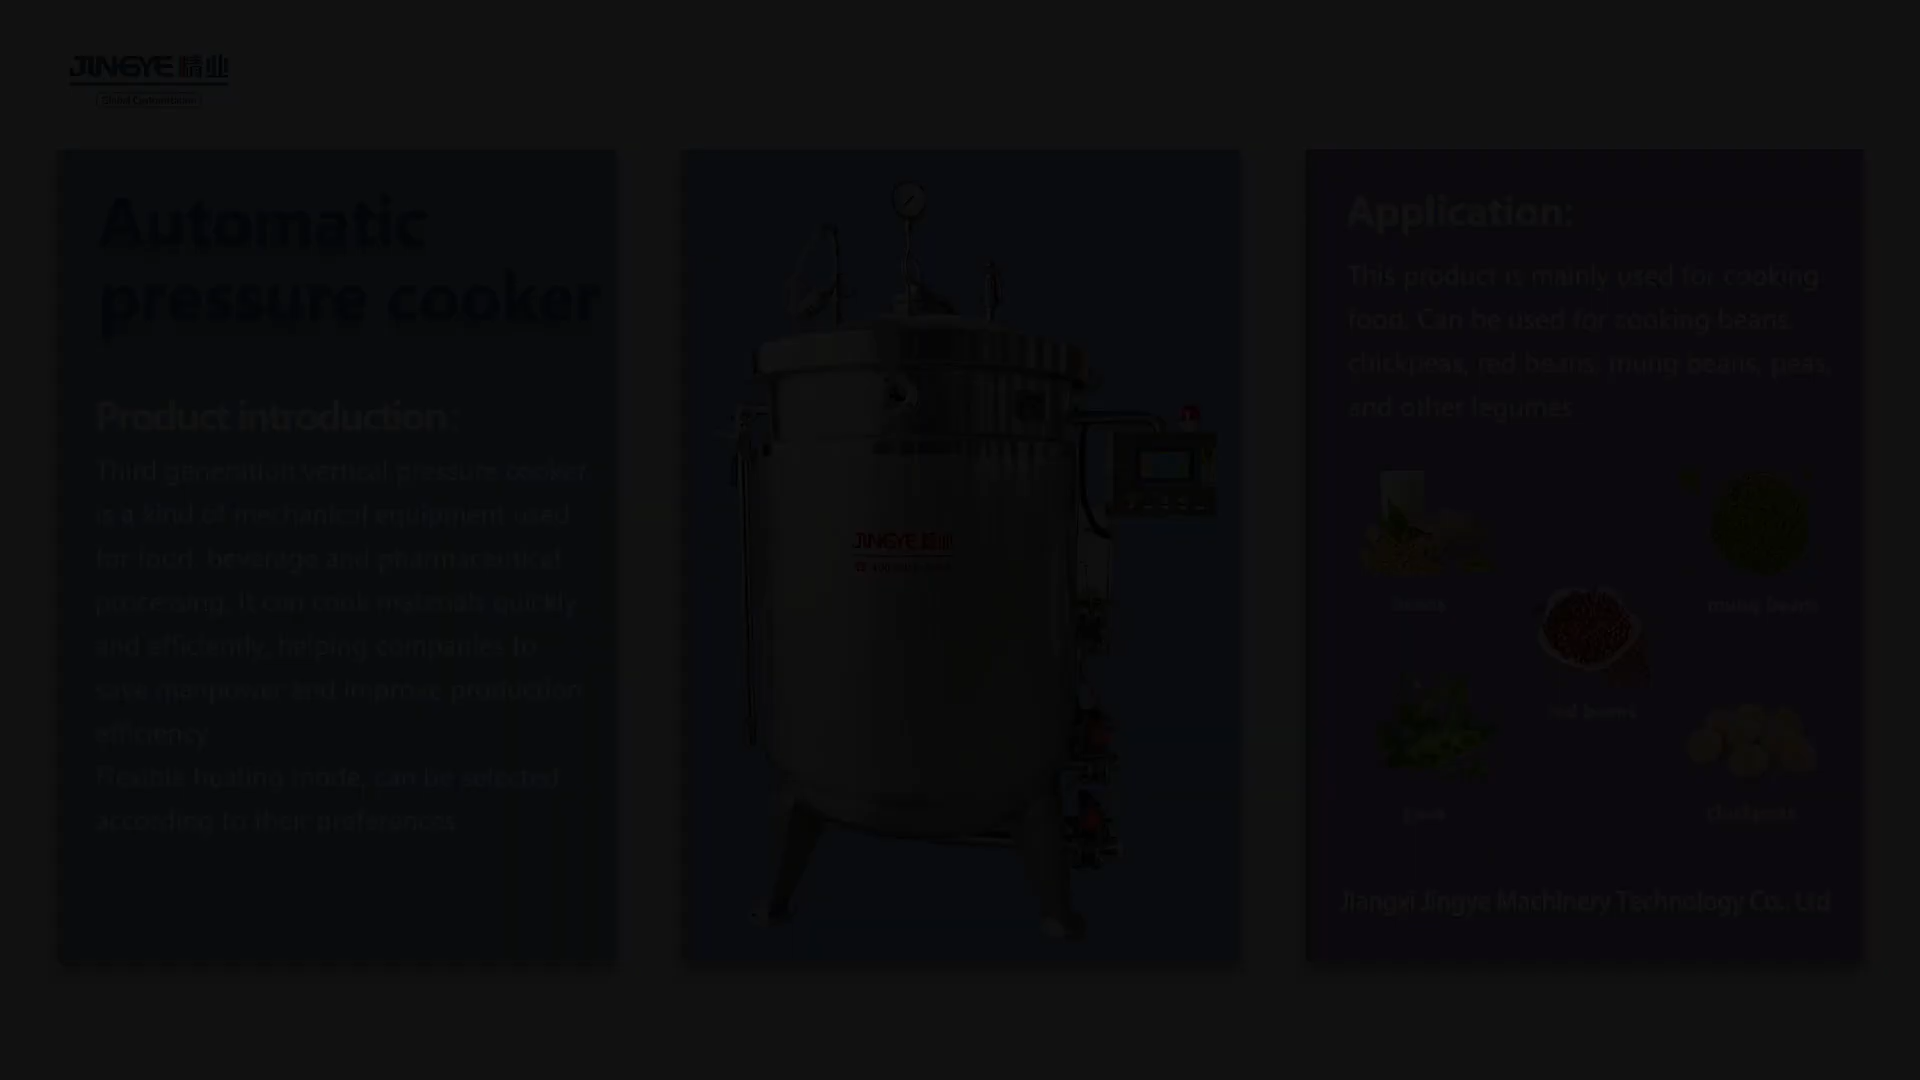 JINGYE 精业
Automatic
pressure cooker
Product introduction:
Third generation vertical pressure cooker
is a kind of mechanical equipment used
for food, beverage and pharmaceutical
processing. It can cook materials quickly
and efficiently, helping companies to
save manpower and improve production
efficiency.
Flexible heating mode, can be selected
according to their preferences.
JINGYE 精业
Application:
This product is mainly used for cooking
food. Can be used for cooking beans,
chickpeas, red beans, mung beans, peas,
and other legumes.
mung beans
red beans
chickpeas
Jiangxi Jingye Machinery Technology Co., Ltd